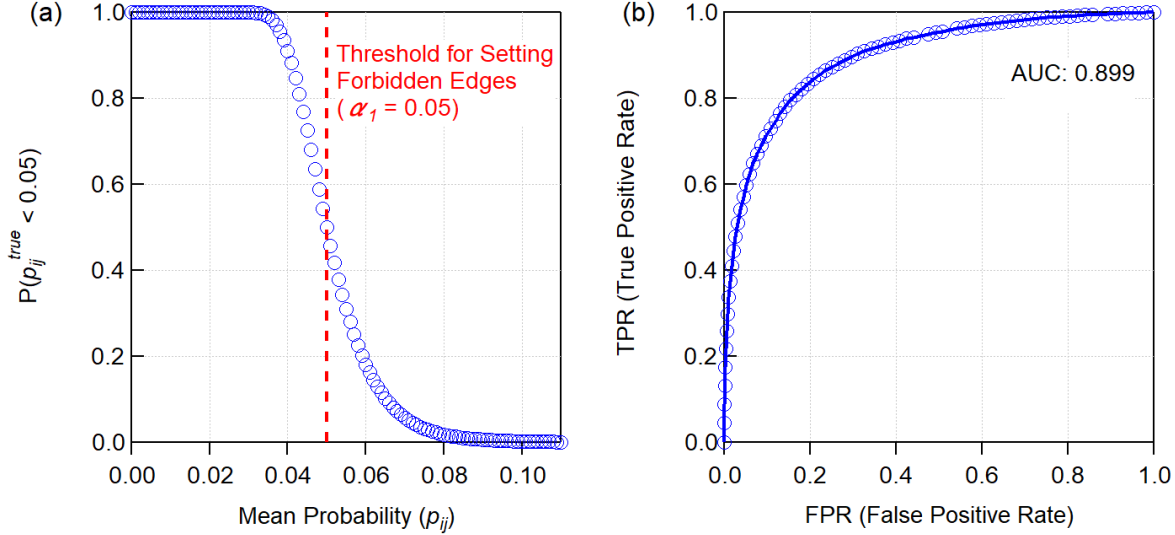 (a)
1.0
0.8
0.6
0.4
0.2
0.0
P(p_ij^true < 0.05)
Threshold for Setting
Forbidden Edges
( α_1 = 0.05)
0.00
0.02
0.04
0.06
0.08
0.10
Mean Probability (p_ij)
(b)
1.0
0.8
0.6
0.4
0.2
0.0
TPR (True Positive Rate)
AUC: 0.899
0.0
0.2
0.4
0.6
0.8
1.0
FPR (False Positive Rate)